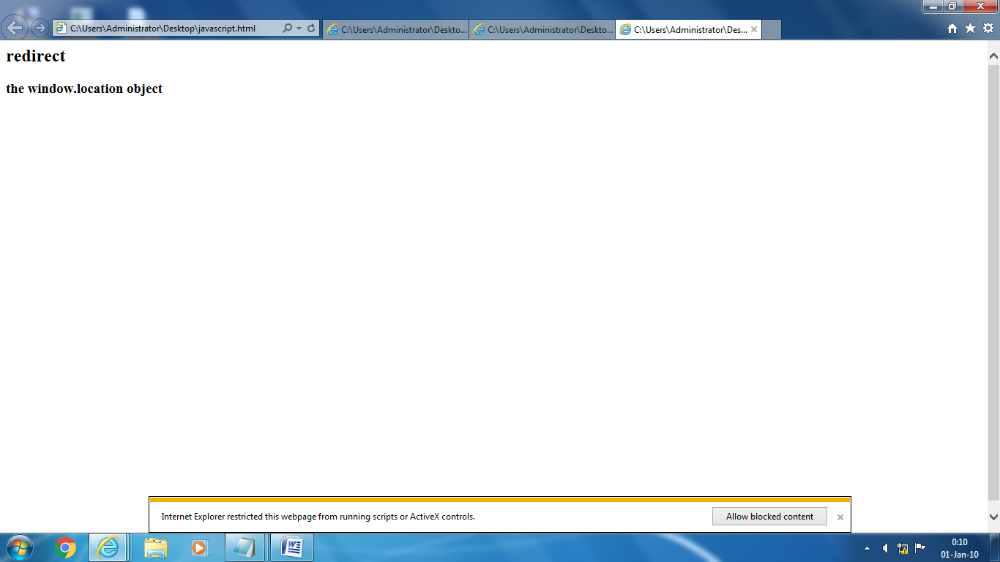 C:\Users\Administrator\Desktop\javascript.html
C:\Users\Administrator\Deskto...
C:\Users\Administrator\Deskto...
C:\Users\Administrator\Des...
redirect
the window.location object
Internet Explorer restricted this webpage from running scripts or ActiveX controls.
Allow blocked content
0:10
01-Jan-10